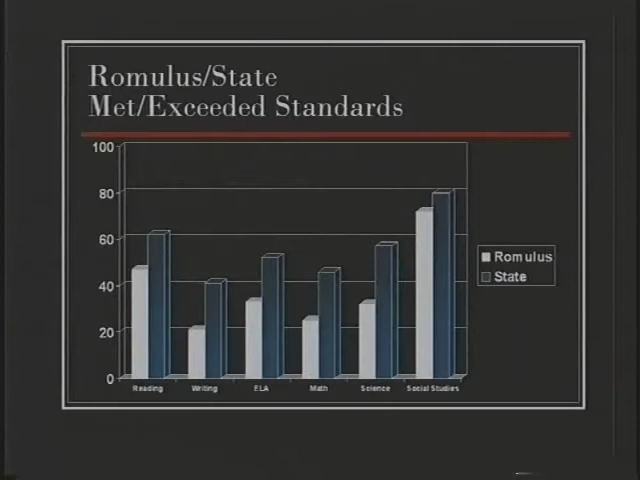 Romulus/State
Met/Exceeded Standards
100
80
60
40
20
0
Reading
Writing
ELA
Math
Science
Social Studies
Romulus
State